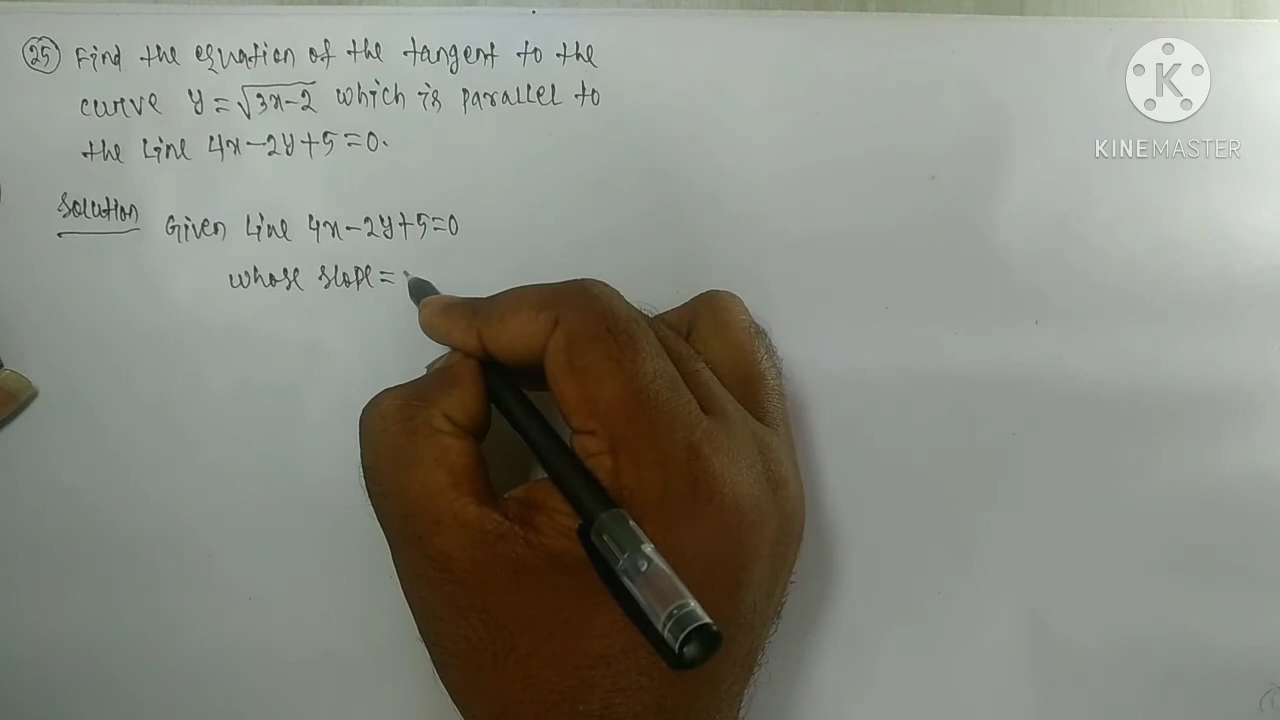 25 Find the equation of the tangent to the
curve y = √3x-2 which is parallel to
the line 4x-2y+5=0.
Solution Given line 4x-2y+5=0
whose slope=
K
KINEMASTER